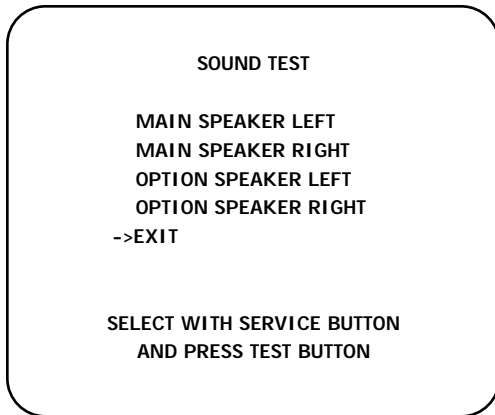 SOUND TEST
MAIN SPEAKER LEFT
MAIN SPEAKER RIGHT
OPTION SPEAKER LEFT
OPTION SPEAKER RIGHT
->EXIT
SELECT WITH SERVICE BUTTON
AND PRESS TEST BUTTON